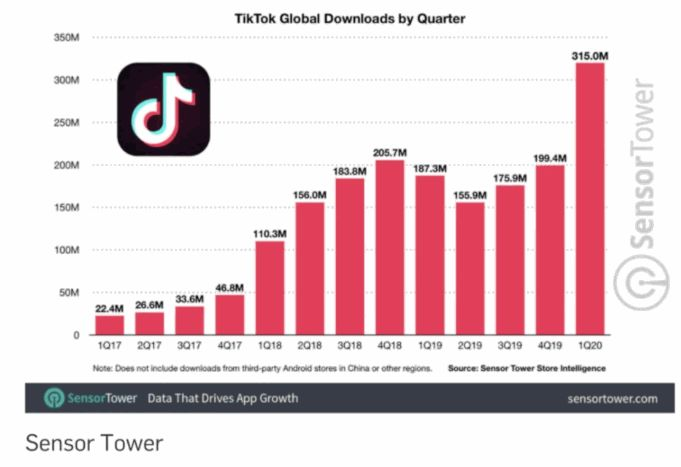 TikTok Global Downloads by Quarter
350M
300M
250M
200M
150M
100M
50M
0
22.4M
26.6M
33.6M
46.8M
110.3M
156.0M
183.8M
205.7M
187.3M
155.9M
175.9M
199.4M
315.0M
1Q17 2Q17 3Q17 4Q17 1Q18 2Q18 3Q18 4Q18 1Q19 2Q19 3Q19 4Q19 1Q20
SensorTower
Note: Does not include downloads from third-party Android stores in China or other regions. Source: Sensor Tower Store Intelligence
SensorTower Data That Drives App Growth sensortower.com
Sensor Tower